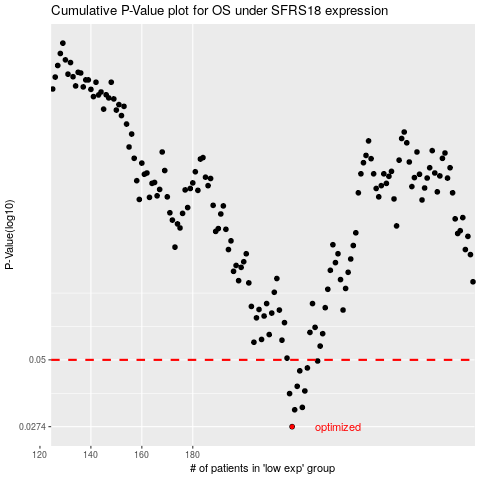 Cumulative P-Value plot for OS under SFRS18 expression
P-Value(log10)
0.05
0.0274
optimized
120 140 160 180
# of patients in 'low exp' group